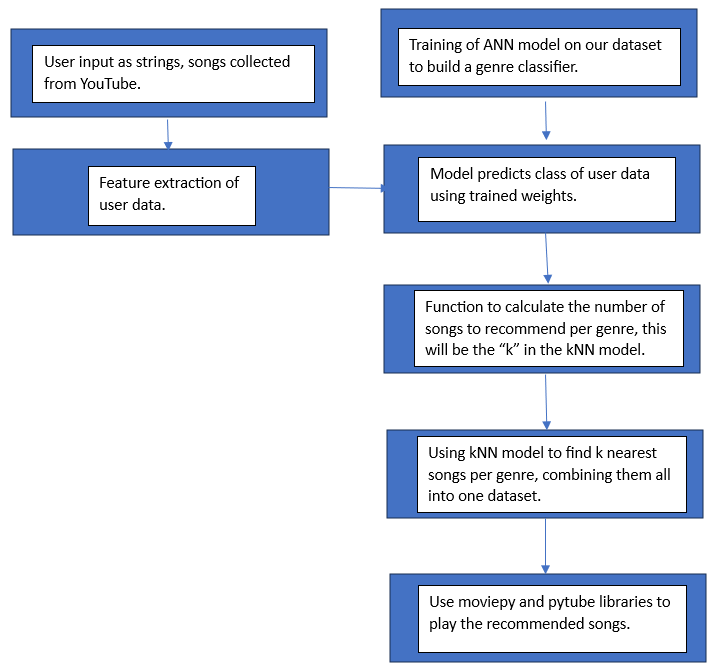 User input as strings, songs collected
from YouTube.
Feature extraction of
user data.
Training of ANN model on our dataset
to build a genre classifier.
Model predicts class of user data
using trained weights.
Function to calculate the number of
songs to recommend per genre, this
will be the “k” in the kNN model.
Using kNN model to find k nearest
songs per genre, combining them all
into one dataset.
Use moviepy and pytube libraries to
play the recommended songs.